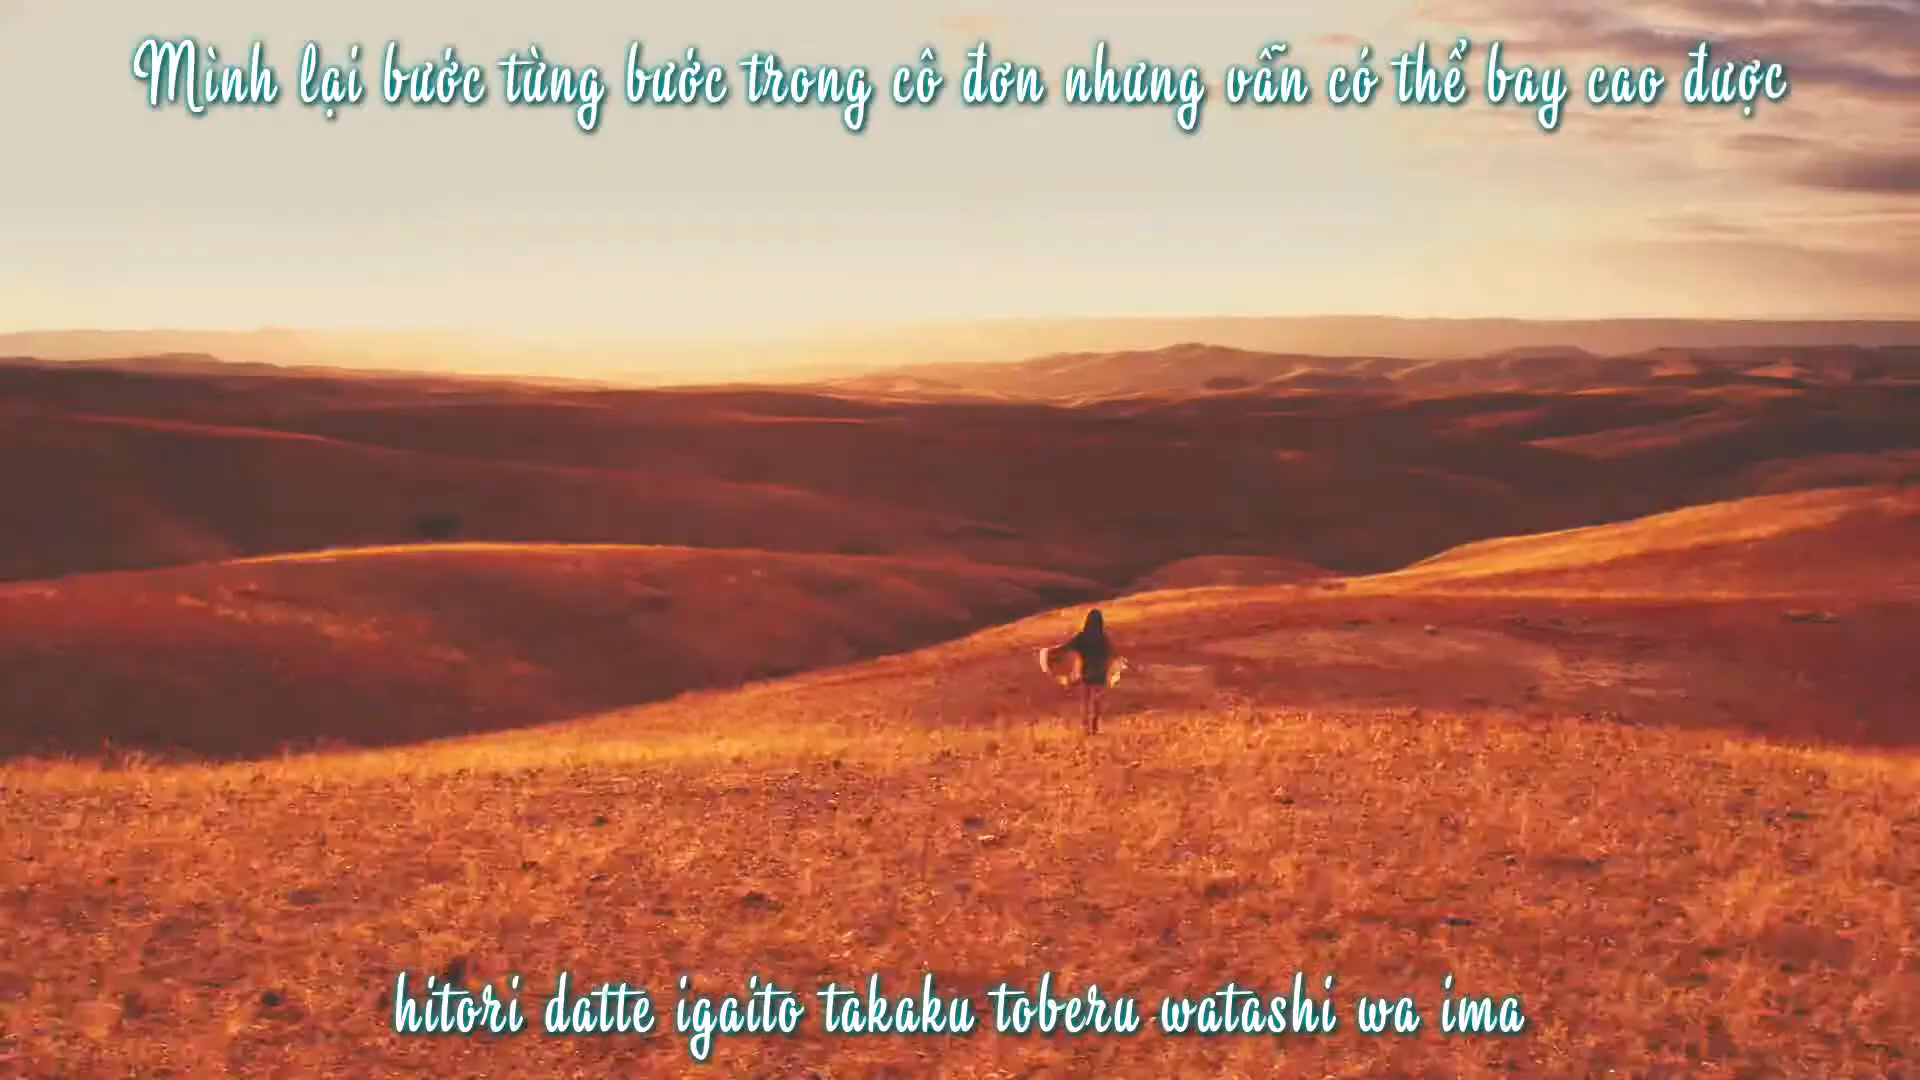 Mình lại bước từng bước trong cô đơn nhưng vẫn có thể bay cao được
hitori datte igaito takaku toberu watashi wa ima